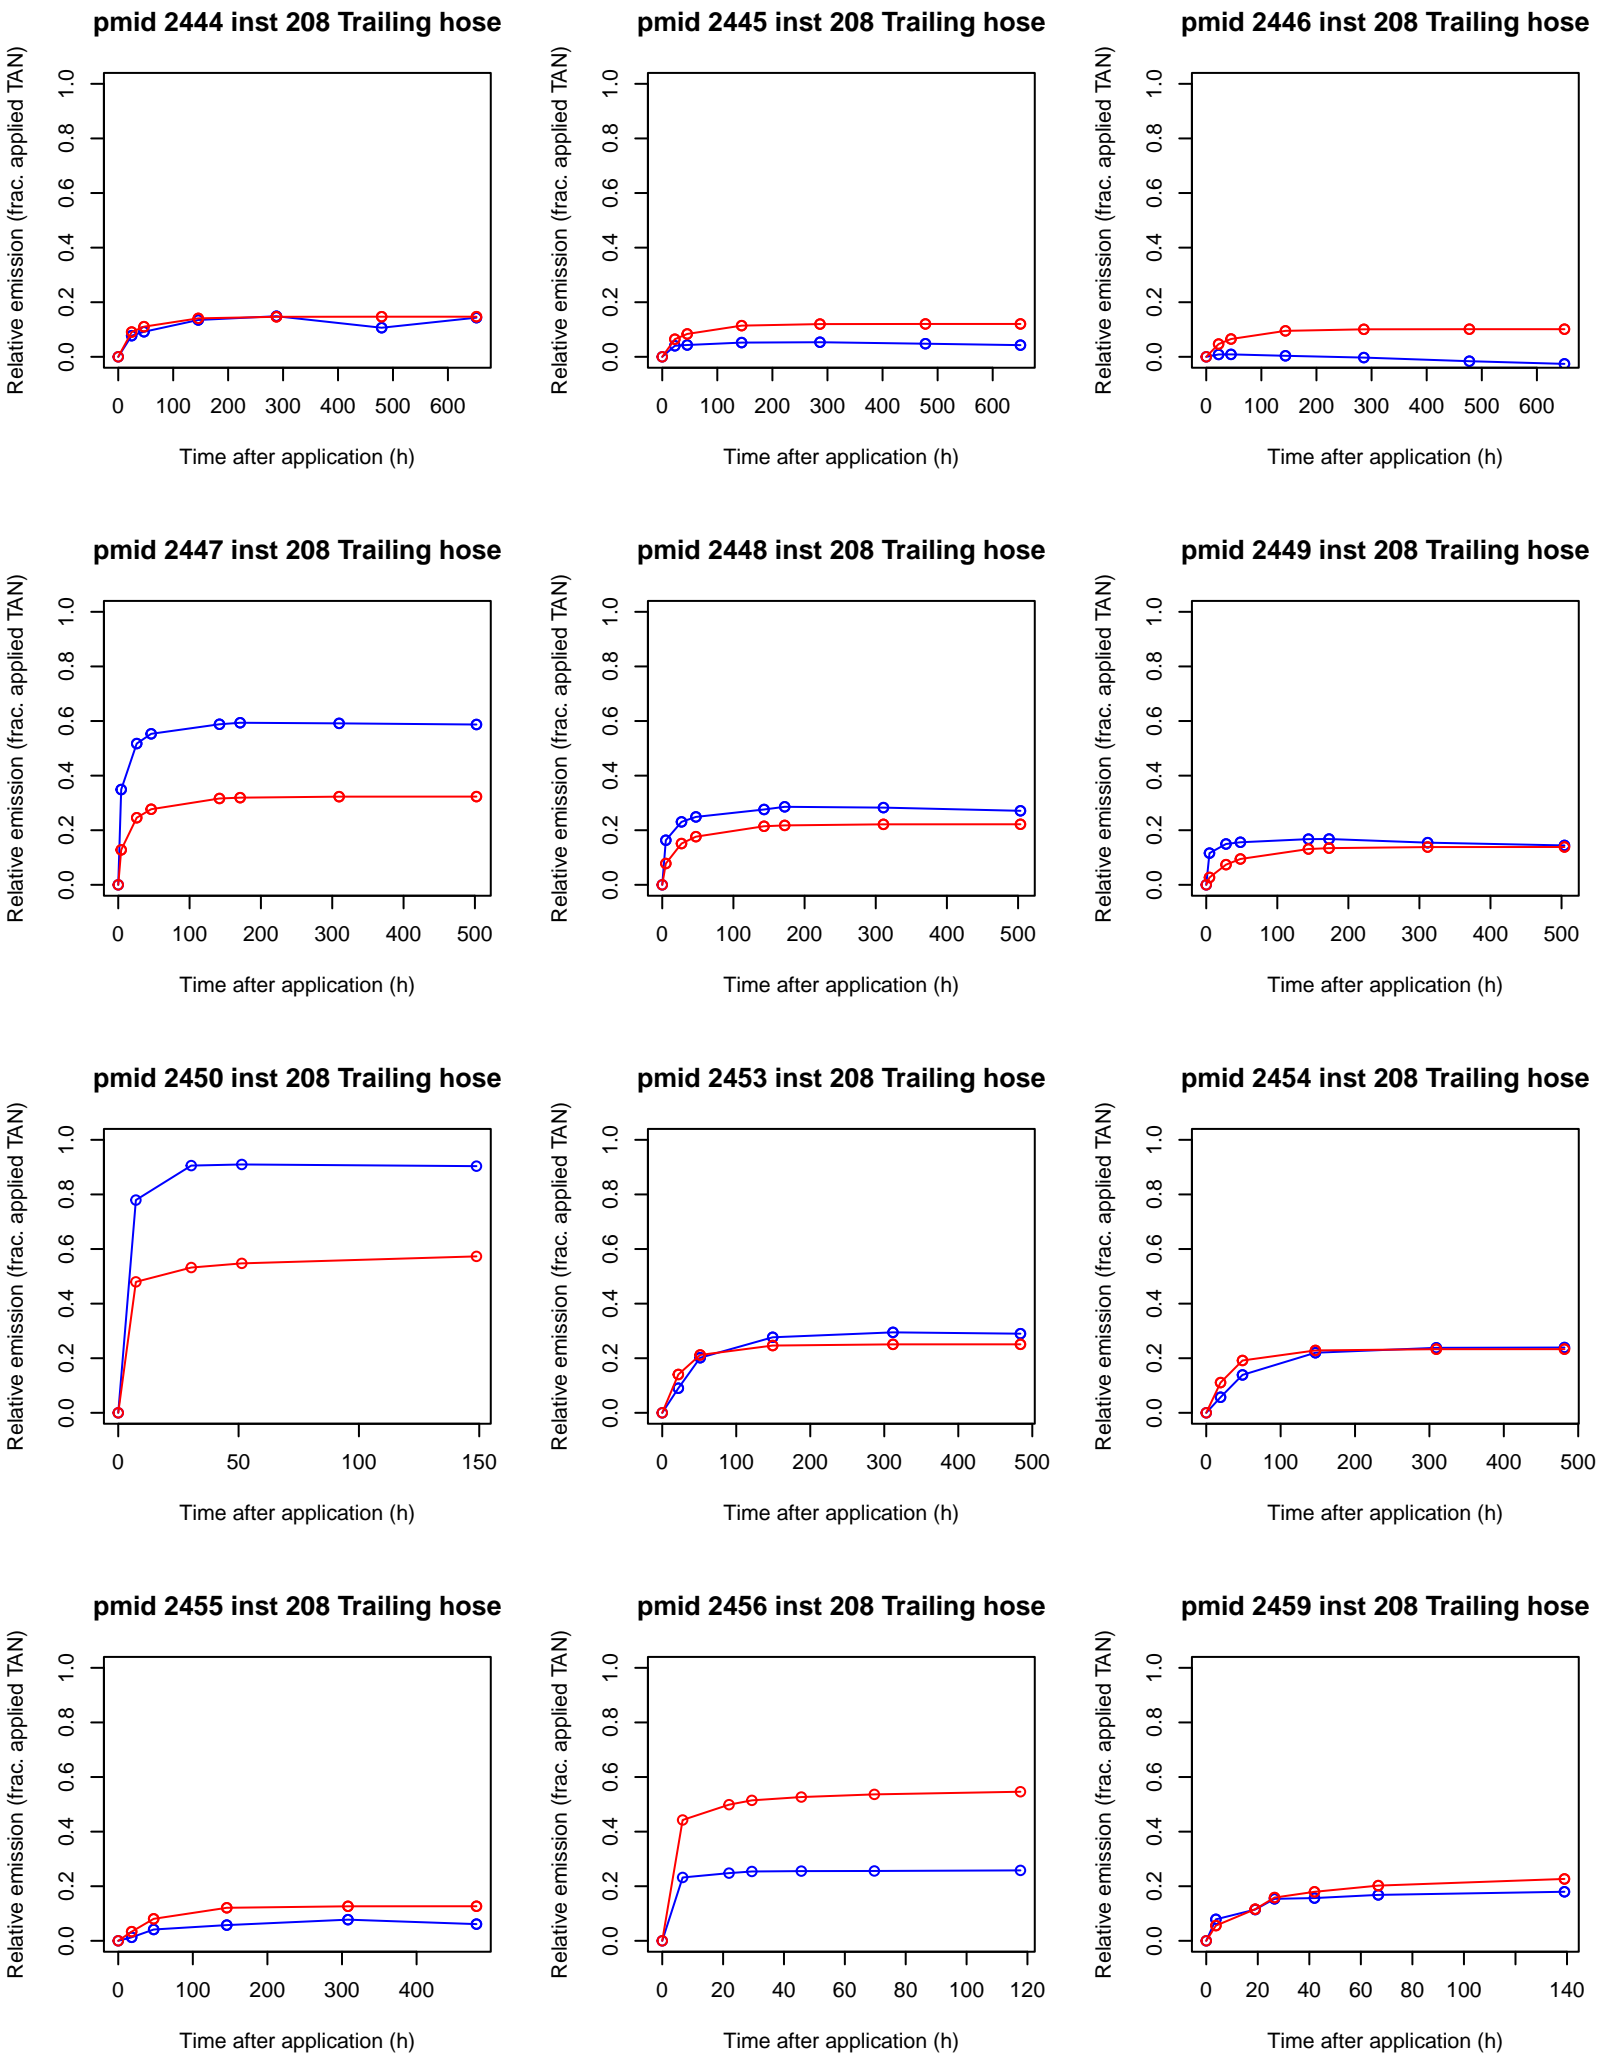 pmid 2444 inst 208 Trailing hose
Relative emission (frac. applied TAN)
0.0 0.2 0.4 0.6 0.8 1.0
0 100 200 300 400 500 600
Time after application (h)
pmid 2445 inst 208 Trailing hose
Relative emission (frac. applied TAN)
0.0 0.2 0.4 0.6 0.8 1.0
0 100 200 300 400 500 600
Time after application (h)
pmid 2446 inst 208 Trailing hose
Relative emission (frac. applied TAN)
0.0 0.2 0.4 0.6 0.8 1.0
0 100 200 300 400 500 600
Time after application (h)
pmid 2447 inst 208 Trailing hose
Relative emission (frac. applied TAN)
0.0 0.2 0.4 0.6 0.8 1.0
0 100 200 300 400 500
Time after application (h)
pmid 2448 inst 208 Trailing hose
Relative emission (frac. applied TAN)
0.0 0.2 0.4 0.6 0.8 1.0
0 100 200 300 400 500
Time after application (h)
pmid 2449 inst 208 Trailing hose
Relative emission (frac. applied TAN)
0.0 0.2 0.4 0.6 0.8 1.0
0 100 200 300 400 500
Time after application (h)
pmid 2450 inst 208 Trailing hose
Relative emission (frac. applied TAN)
0.0 0.2 0.4 0.6 0.8 1.0
0 50 100 150
Time after application (h)
pmid 2453 inst 208 Trailing hose
Relative emission (frac. applied TAN)
0.0 0.2 0.4 0.6 0.8 1.0
0 100 200 300 400 500
Time after application (h)
pmid 2454 inst 208 Trailing hose
Relative emission (frac. applied TAN)
0.0 0.2 0.4 0.6 0.8 1.0
0 100 200 300 400 500
Time after application (h)
pmid 2455 inst 208 Trailing hose
Relative emission (frac. applied TAN)
0.0 0.2 0.4 0.6 0.8 1.0
0 100 200 300 400
Time after application (h)
pmid 2456 inst 208 Trailing hose
Relative emission (frac. applied TAN)
0.0 0.2 0.4 0.6 0.8 1.0
0 20 40 60 80 100 120
Time after application (h)
pmid 2459 inst 208 Trailing hose
Relative emission (frac. applied TAN)
0.0 0.2 0.4 0.6 0.8 1.0
0 20 40 60 80 100 140
Time after application (h)